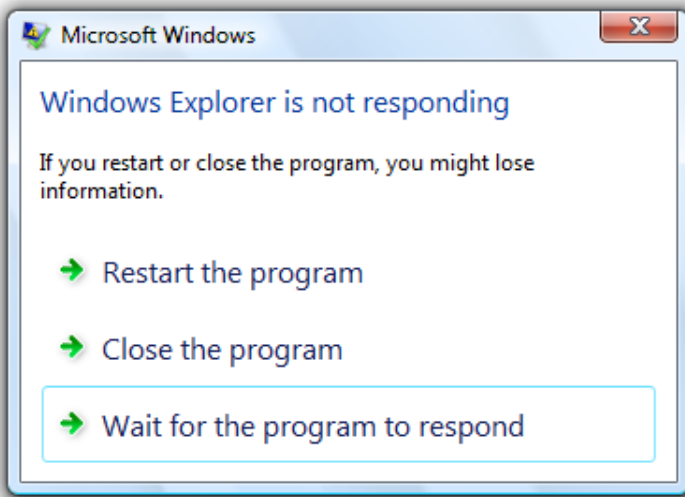 Microsoft Windows
Windows Explorer is not responding
If you restart or close the program, you might lose
information.
Restart the program
Close the program
Wait for the program to respond